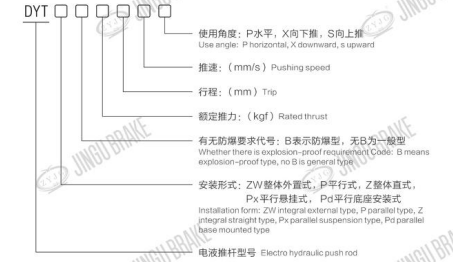 DYT □ □ □ □ □ □
使用角度：P水平，X向下推，S向上推
Use angle: P horizontal, X downward, s upward
推速：(mm/s) Pushing speed
行程：(mm) Trip
额定推力：(kgf) Rated thrust
有无防爆要求代号：B表示防爆型，无B为一般型
Whether there is explosion-proof requirement Code: B means
explosion-proof type, no B is general type
安装形式：ZW整体外置式，P平行式，Z整体直式，
Px平行悬挂式， Pd平行底座安装式
Installation form: ZW integral external type, P parallel type, Z
integral straight type, Px parallel suspension type, Pd parallel
base mounted type
电液推杆型号 Electro hydraulic push rod
JINGU BRAKE
JINGU BRAKE
JINGU BRAKE
JINGU BRA